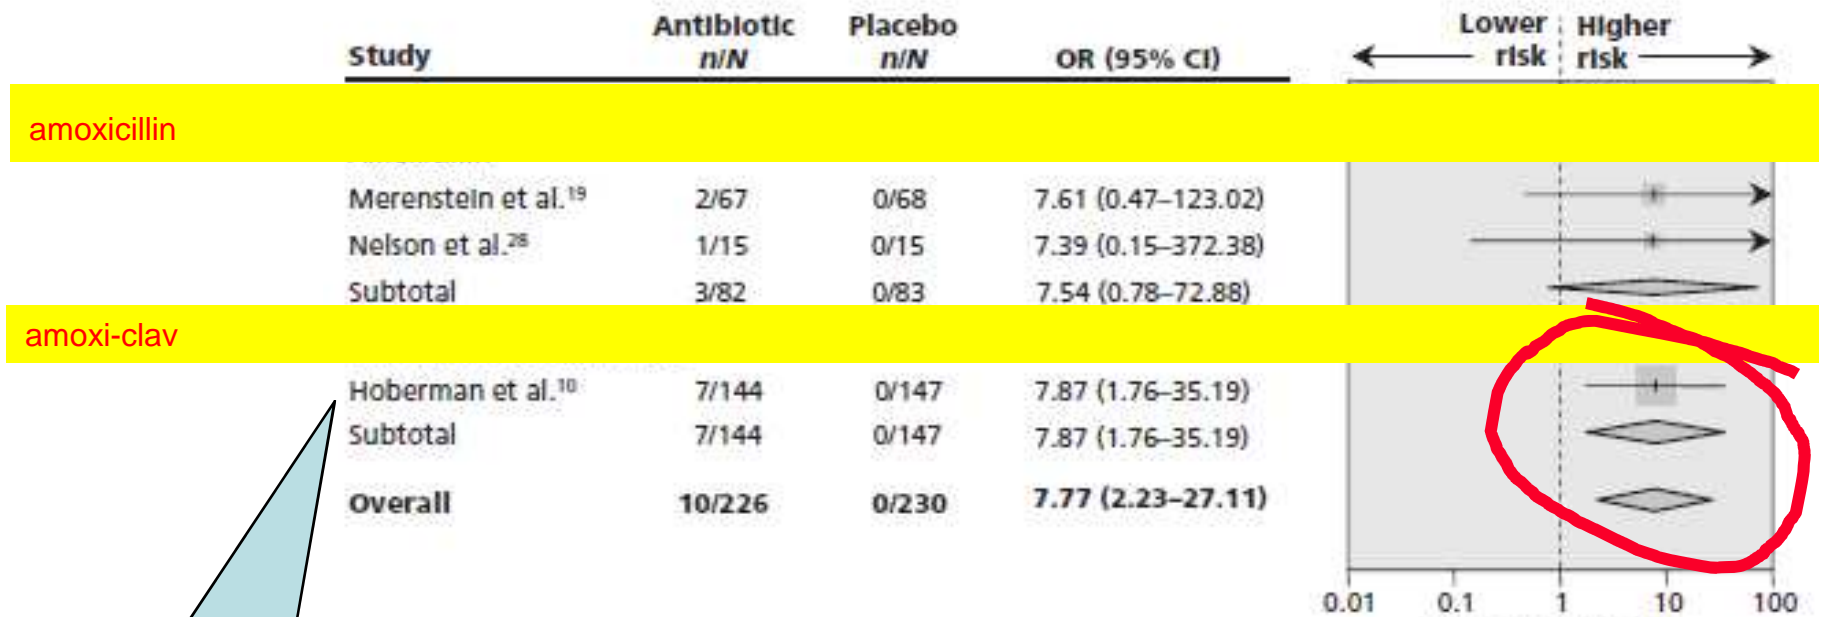 Antibiotic Placebo Lower Higher
Study n/N n/N OR (95% CI) risk risk
amoxicillin
Merenstein et al.19 2/67 0/68 7.61 (0.47–123.02)
Nelson et al.28 1/15 0/15 7.39 (0.15–372.38)
Subtotal 3/82 0/83 7.54 (0.78–72.88)
amoxi-clav
Hoberman et al.10 7/144 0/147 7.87 (1.76–35.19)
Subtotal 7/144 0/147 7.87 (1.76–35.19)
Overall 10/226 0/230 7.77 (2.23–27.11)
0.01 0.1 1 10 100